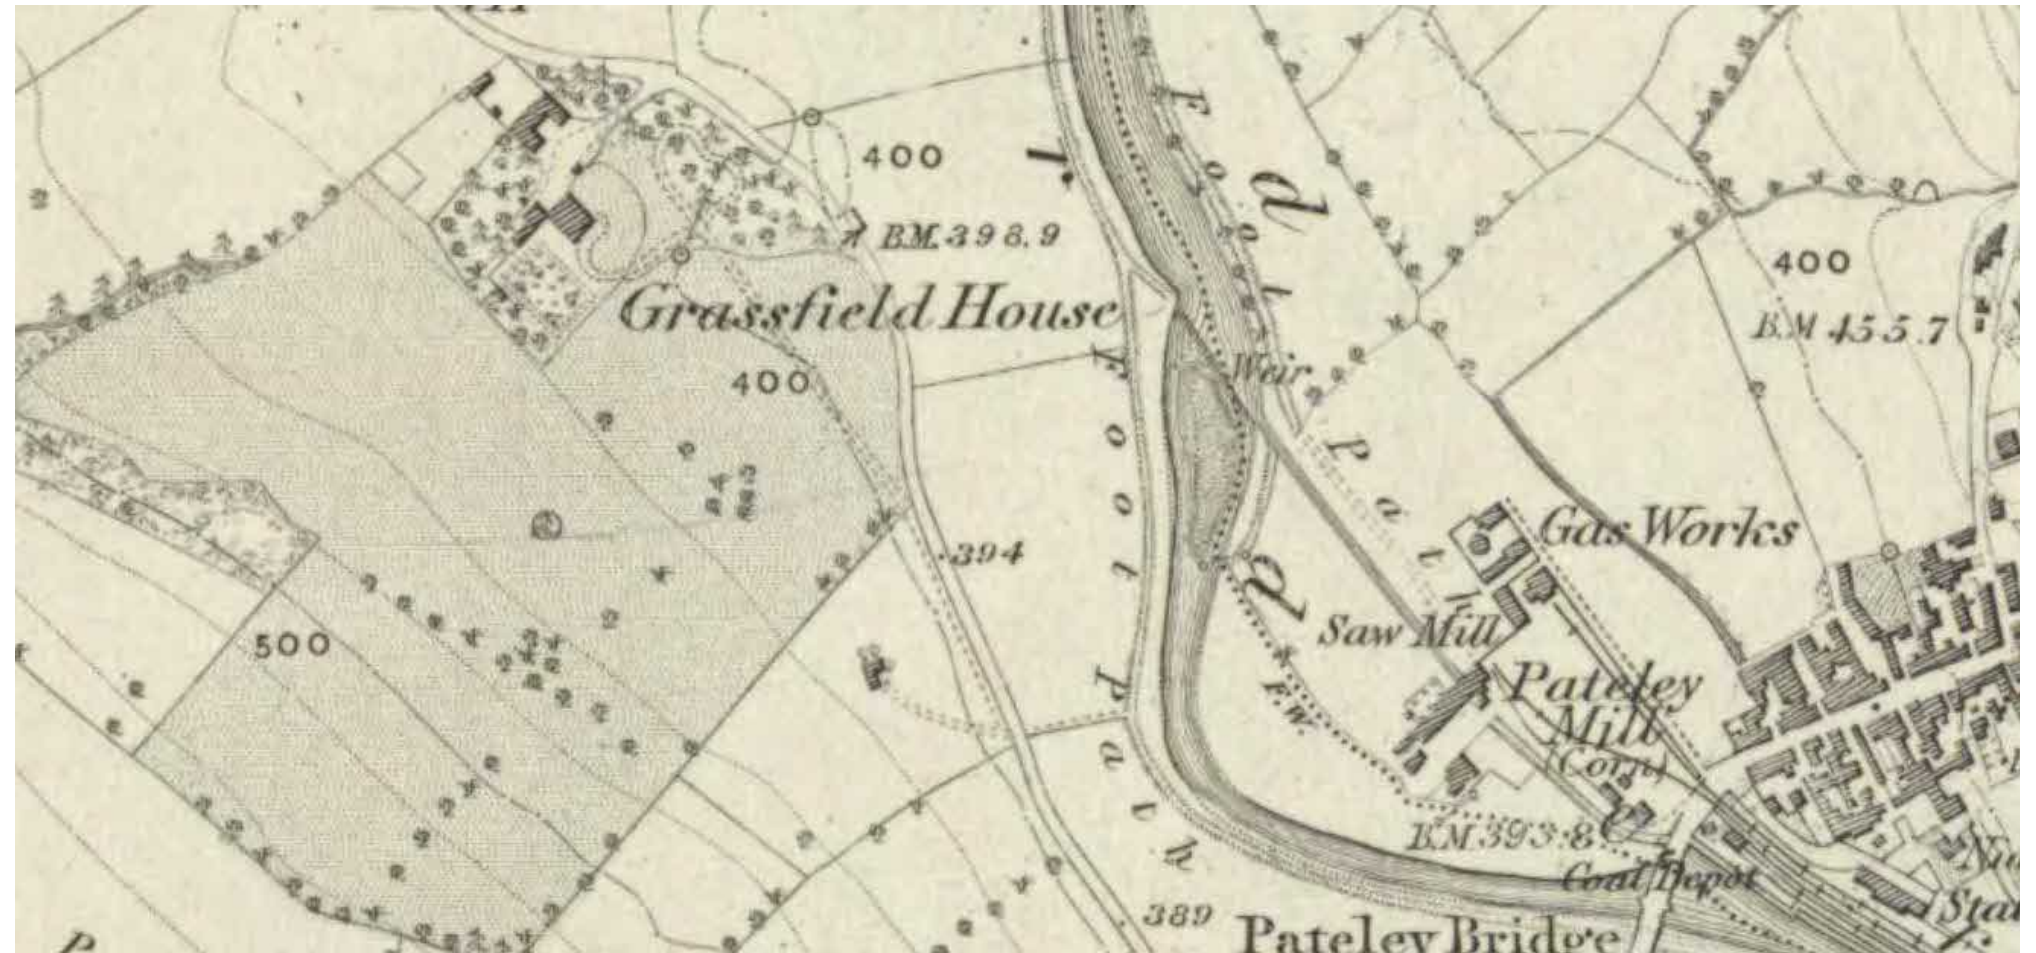 400
B.M. 398.9
Grassfield House
400
500
394
389
Foot Path
Foot Path
Weir
400
B.M 455.7
Gas Works
Saw Mill
Pateley
Mill
(Corn)
F.W.
B.M 393.8
Coal Depot
Pateley Bridge
d
d
P